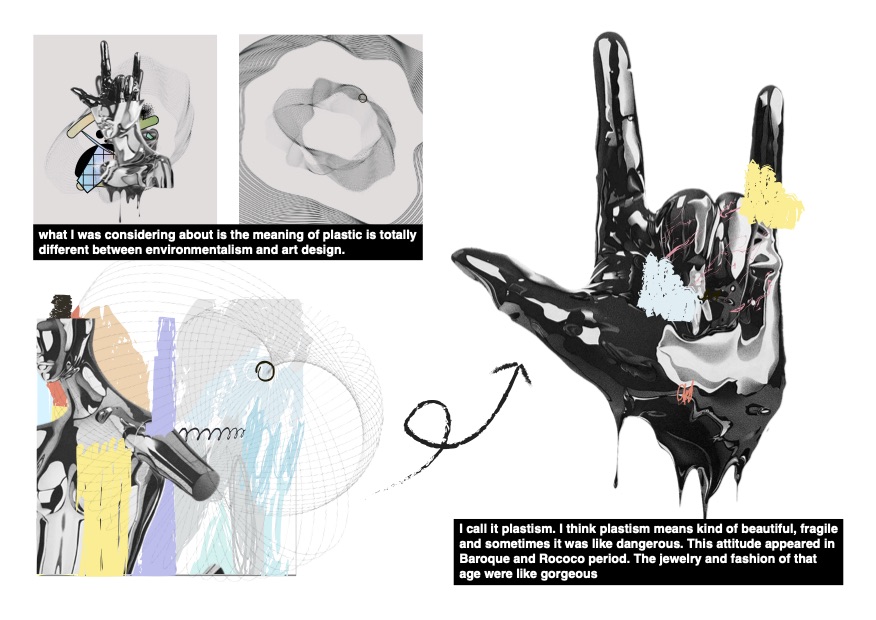 what I was considering about is the meaning of plastic is totally
different between environmentalism and art design.
I call it plastism. I think plastism means kind of beautiful, fragile
and sometimes it was like dangerous. This attitude appeared in
Baroque and Rococo period. The jewelry and fashion of that
age were like gorgeous